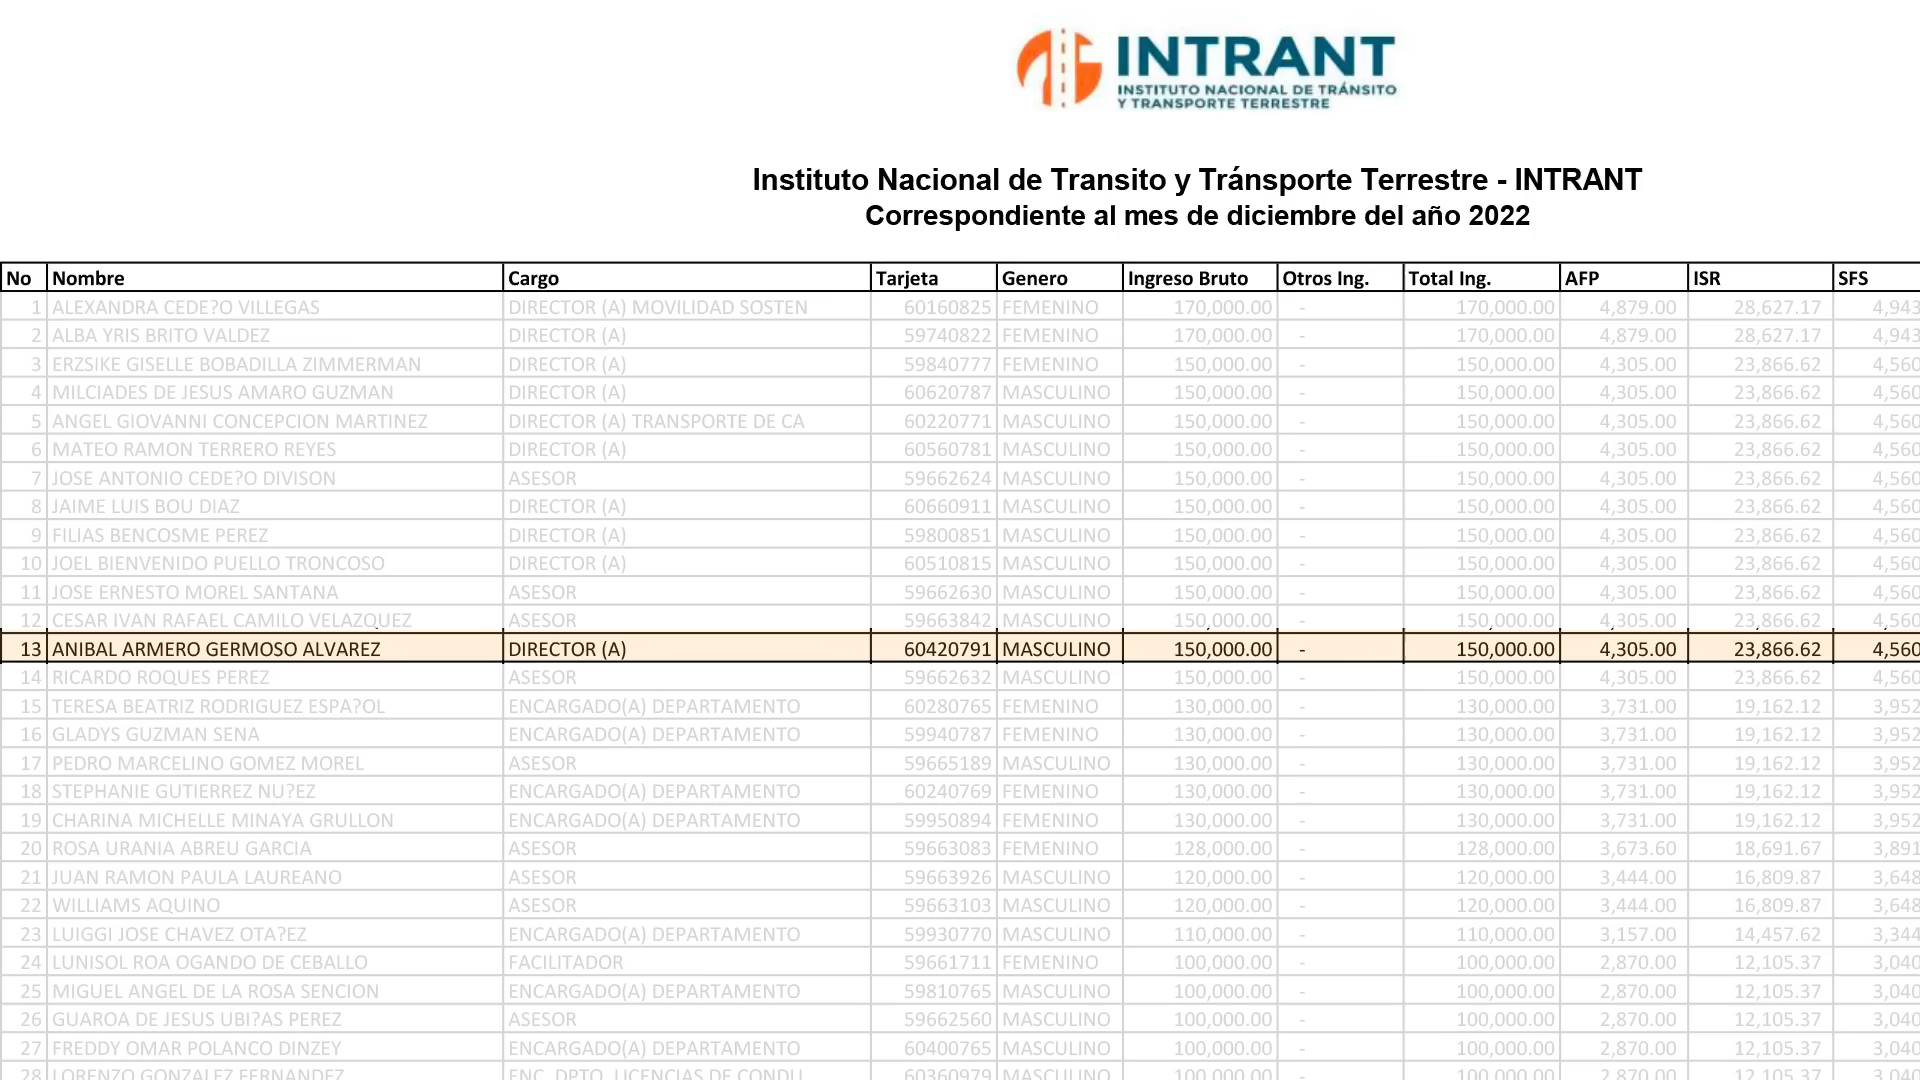 INTRANT
INSTITUTO NACIONAL DE TRÁNSITO
Y TRANSPORTE TERRESTRE
Instituto Nacional de Transito y Tránsporte Terrestre - INTRANT
Correspondiente al mes de diciembre del año 2022
No Nombre Cargo Tarjeta Genero Ingreso Bruto Otros Ing. Total Ing. AFP ISR SFS
1 ALEXANDRA CEDE?O VILLEGAS DIRECTOR (A) MOVILIDAD SOSTEN 60160825 FEMENINO 170,000.00 - 170,000.00 4,879.00 28,627.17 4,943
2 ALBA YRIS BRITO VALDEZ DIRECTOR (A) 59740822 FEMENINO 170,000.00 - 170,000.00 4,879.00 28,627.17 4,943
3 ERZSIKE GISELLE BOBADILLA ZIMMERMAN DIRECTOR (A) 59840777 FEMENINO 150,000.00 - 150,000.00 4,305.00 23,866.62 4,560
4 MILCIADES DE JESUS AMARO GUZMAN DIRECTOR (A) 60620787 MASCULINO 150,000.00 - 150,000.00 4,305.00 23,866.62 4,560
5 ANGEL GIOVANNI CONCEPCION MARTINEZ DIRECTOR (A) TRANSPORTE DE CA 60220771 MASCULINO 150,000.00 - 150,000.00 4,305.00 23,866.62 4,560
6 MATEO RAMON TERRERO REYES DIRECTOR (A) 60560781 MASCULINO 150,000.00 - 150,000.00 4,305.00 23,866.62 4,560
7 JOSE ANTONIO CEDE?O DIVISON ASESOR 59662624 MASCULINO 150,000.00 - 150,000.00 4,305.00 23,866.62 4,560
8 JAIME LUIS BOU DIAZ DIRECTOR (A) 60660911 MASCULINO 150,000.00 - 150,000.00 4,305.00 23,866.62 4,560
9 FILIAS BENCOSME PEREZ DIRECTOR (A) 59800851 MASCULINO 150,000.00 - 150,000.00 4,305.00 23,866.62 4,560
10 JOEL BIENVENIDO PUELLO TRONCOSO DIRECTOR (A) 60510815 MASCULINO 150,000.00 - 150,000.00 4,305.00 23,866.62 4,560
11 JOSE ERNESTO MOREL SANTANA ASESOR 59662630 MASCULINO 150,000.00 - 150,000.00 4,305.00 23,866.62 4,560
12 CESAR IVAN RAFAEL CAMILO VELAZQUEZ ASESOR 59663842 MASCULINO 150,000.00 - 150,000.00 4,305.00 23,866.62 4,560
13 ANIBAL ARMERO GERMOSO ALVAREZ DIRECTOR (A) 60420791 MASCULINO 150,000.00 - 150,000.00 4,305.00 23,866.62 4,560
14 RICARDO ROQUES PEREZ ASESOR 59662632 MASCULINO 150,000.00 - 150,000.00 4,305.00 23,866.62 4,560
15 TERESA BEATRIZ RODRIGUEZ ESPA?OL ENCARGADO(A) DEPARTAMENTO 60280765 FEMENINO 130,000.00 - 130,000.00 3,731.00 19,162.12 3,952
16 GLADYS GUZMAN SENA ENCARGADO(A) DEPARTAMENTO 59940787 FEMENINO 130,000.00 - 130,000.00 3,731.00 19,162.12 3,952
17 PEDRO MARCELINO GOMEZ MOREL ASESOR 59665189 MASCULINO 130,000.00 - 130,000.00 3,731.00 19,162.12 3,952
18 STEPHANIE GUTIERREZ NU?EZ ENCARGADO(A) DEPARTAMENTO 60240769 FEMENINO 130,000.00 - 130,000.00 3,731.00 19,162.12 3,952
19 CHARINA MICHELLE MINAYA GRULLON ENCARGADO(A) DEPARTAMENTO 59950894 FEMENINO 130,000.00 - 130,000.00 3,731.00 19,162.12 3,952
20 ROSA URANIA ABREU GARCIA ASESOR 59663083 FEMENINO 128,000.00 - 128,000.00 3,673.60 18,691.67 3,891
21 JUAN RAMON PAULA LAUREANO ASESOR 59663926 MASCULINO 120,000.00 - 120,000.00 3,444.00 16,809.87 3,648
22 WILLIAMS AQUINO ASESOR 59663103 MASCULINO 120,000.00 - 120,000.00 3,444.00 16,809.87 3,648
23 LUIGGI JOSE CHAVEZ OTA?EZ ENCARGADO(A) DEPARTAMENTO 59930770 MASCULINO 110,000.00 - 110,000.00 3,157.00 14,457.62 3,344
24 LUNISOL ROA OGANDO DE CEBALLO FACILITADOR 59661711 FEMENINO 100,000.00 - 100,000.00 2,870.00 12,105.37 3,040
25 MIGUEL ANGEL DE LA ROSA SENCION ENCARGADO(A) DEPARTAMENTO 59810765 MASCULINO 100,000.00 - 100,000.00 2,870.00 12,105.37 3,040
26 GUAROA DE JESUS UBI?AS PEREZ ASESOR 59662560 MASCULINO 100,000.00 - 100,000.00 2,870.00 12,105.37 3,040
27 FREDDY OMAR POLANCO DINZEY ENCARGADO(A) DEPARTAMENTO 60400765 MASCULINO 100,000.00 - 100,000.00 2,870.00 12,105.37 3,040
28 LORENZO GONZALEZ FERNANDEZ ENC. DPTO. LICENCIAS DE CONDU 60360979 MASCULINO 100,000.00 - 100,000.00 2,870.00 12,105.37 3,040